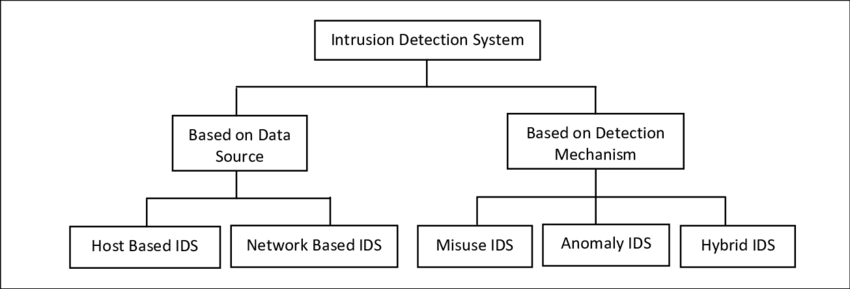 Intrusion Detection System
Based on Data
Source
Based on Detection
Mechanism
Host Based IDS
Network Based IDS
Misuse IDS
Anomaly IDS
Hybrid IDS